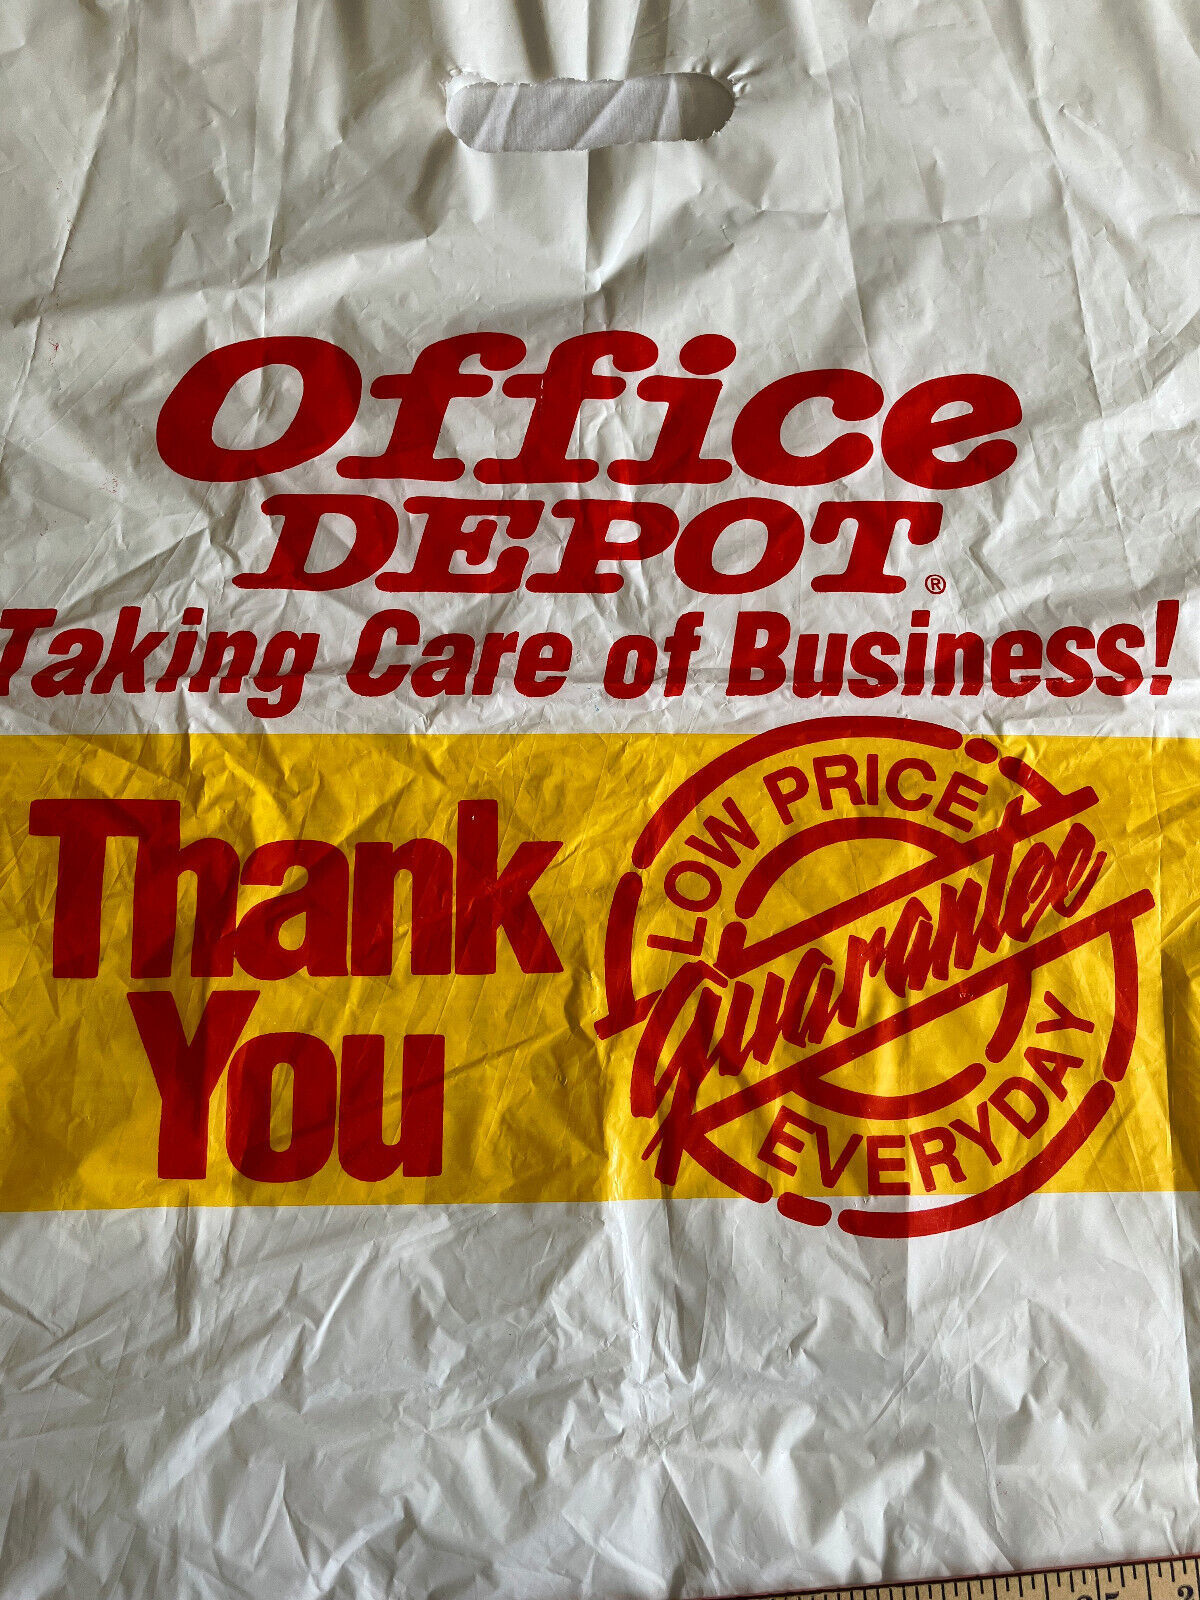 Office
DEPOT®
Taking Care of Business!
Thank
You
LOW PRICE
Guarantee
EVERYDAY